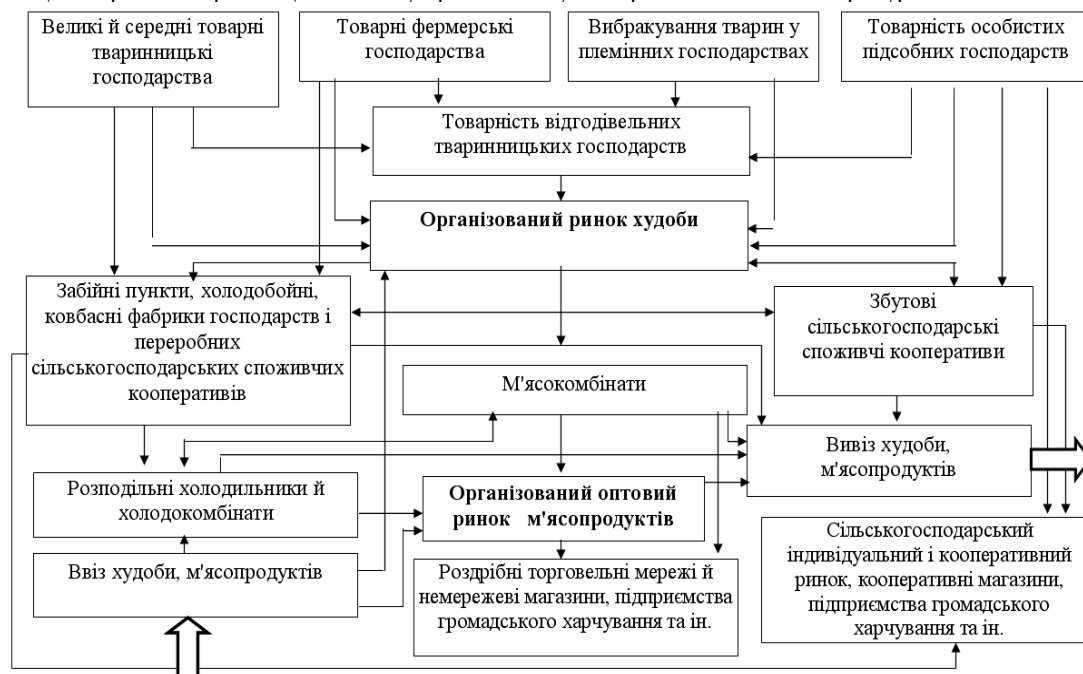 Великі й середні товарні
тваринницькі
господарства
Товарні фермерські
господарства
Вибракування тварин у
племінних господарствах
Товарність особистих
підсобних господарств
Товарність відгодівельних
тваринницьких господарств
Організований ринок худоби
Забійні пункти, холодобойні,
ковбасні фабрики господарств і
переробних
сільськогосподарських споживчих
кооперативів
Збутові
сільськогосподарські
споживчі кооперативи
М'ясокомбінати
Вивіз худоби,
м'ясопродуктів
Розподільні холодильники й
холодокомбінати
Організований оптовий
ринок м'ясопродуктів
Ввіз худоби, м'ясопродуктів
Роздрібні торговельні мережі й
немережеві магазини, підприємства
громадського харчування та ін.
Сільськогосподарський
індивідуальний і кооперативний
ринок, кооперативні магазини,
підприємства громадського
харчування та ін.